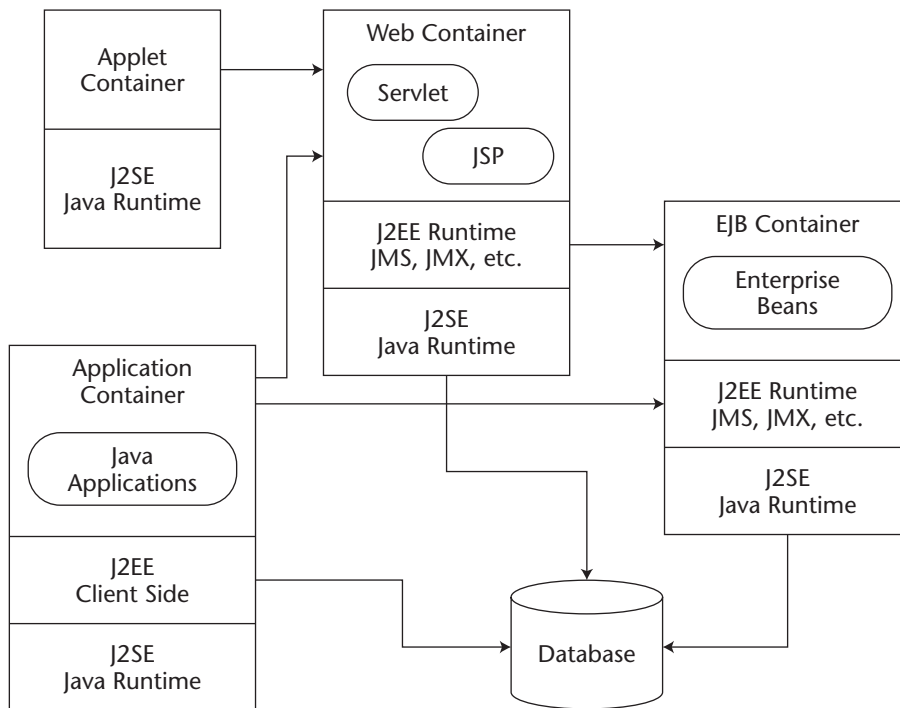 Applet
Container
J2SE
Java Runtime
Web Container
Servlet
JSP
J2EE Runtime
JMS, JMX, etc.
J2SE
Java Runtime
EJB Container
Enterprise
Beans
J2EE Runtime
JMS, JMX, etc.
J2SE
Java Runtime
Application
Container
Java
Applications
J2EE
Client Side
J2SE
Java Runtime
Database